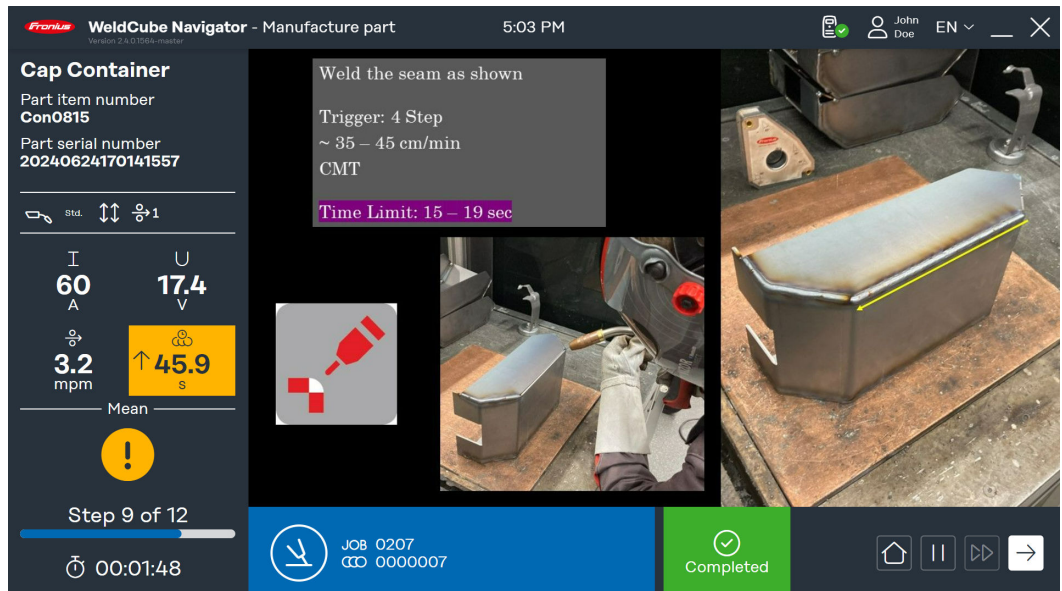 Fronius WeldCube Navigator - Manufacture part 5:03 PM John Doe EN
Version 2.4.0.1564-master
Cap Container
Part item number
Con0815
Part serial number
20240624170141557
Std. 1
I U
60 17.4
A V
3.2 45.9
mpm s
Mean
!
Step 9 of 12
00:01:48
Weld the seam as shown
Trigger: 4 Step
~ 35 – 45 cm/min
CMT
Time Limit: 15 – 19 sec
JOB 0207
0000007
Completed